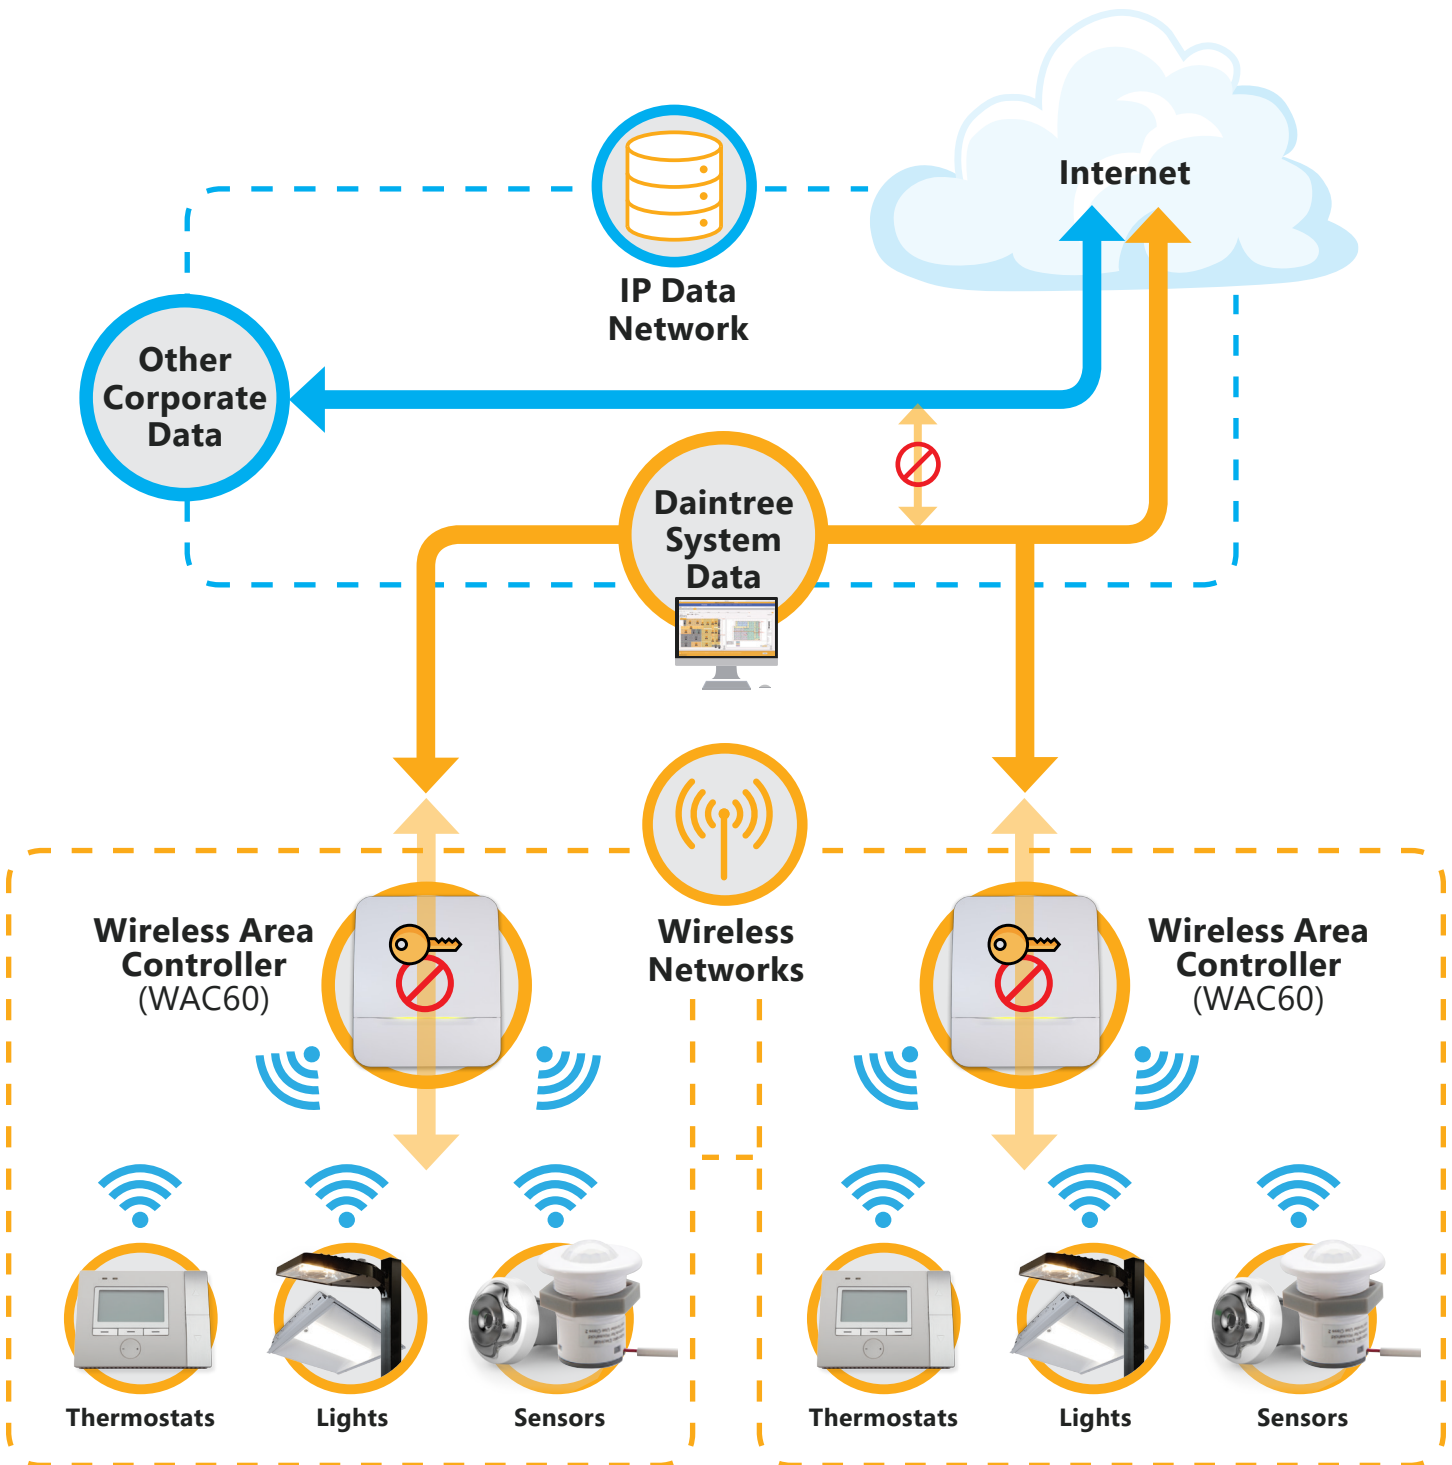 Internet
IP Data
Network
Other
Corporate
Data
Daintree
System
Data
Wireless Area
Controller
(WAC60)
Wireless
Networks
Wireless Area
Controller
(WAC60)
Thermostats
Lights
Sensors
Thermostats
Lights
Sensors